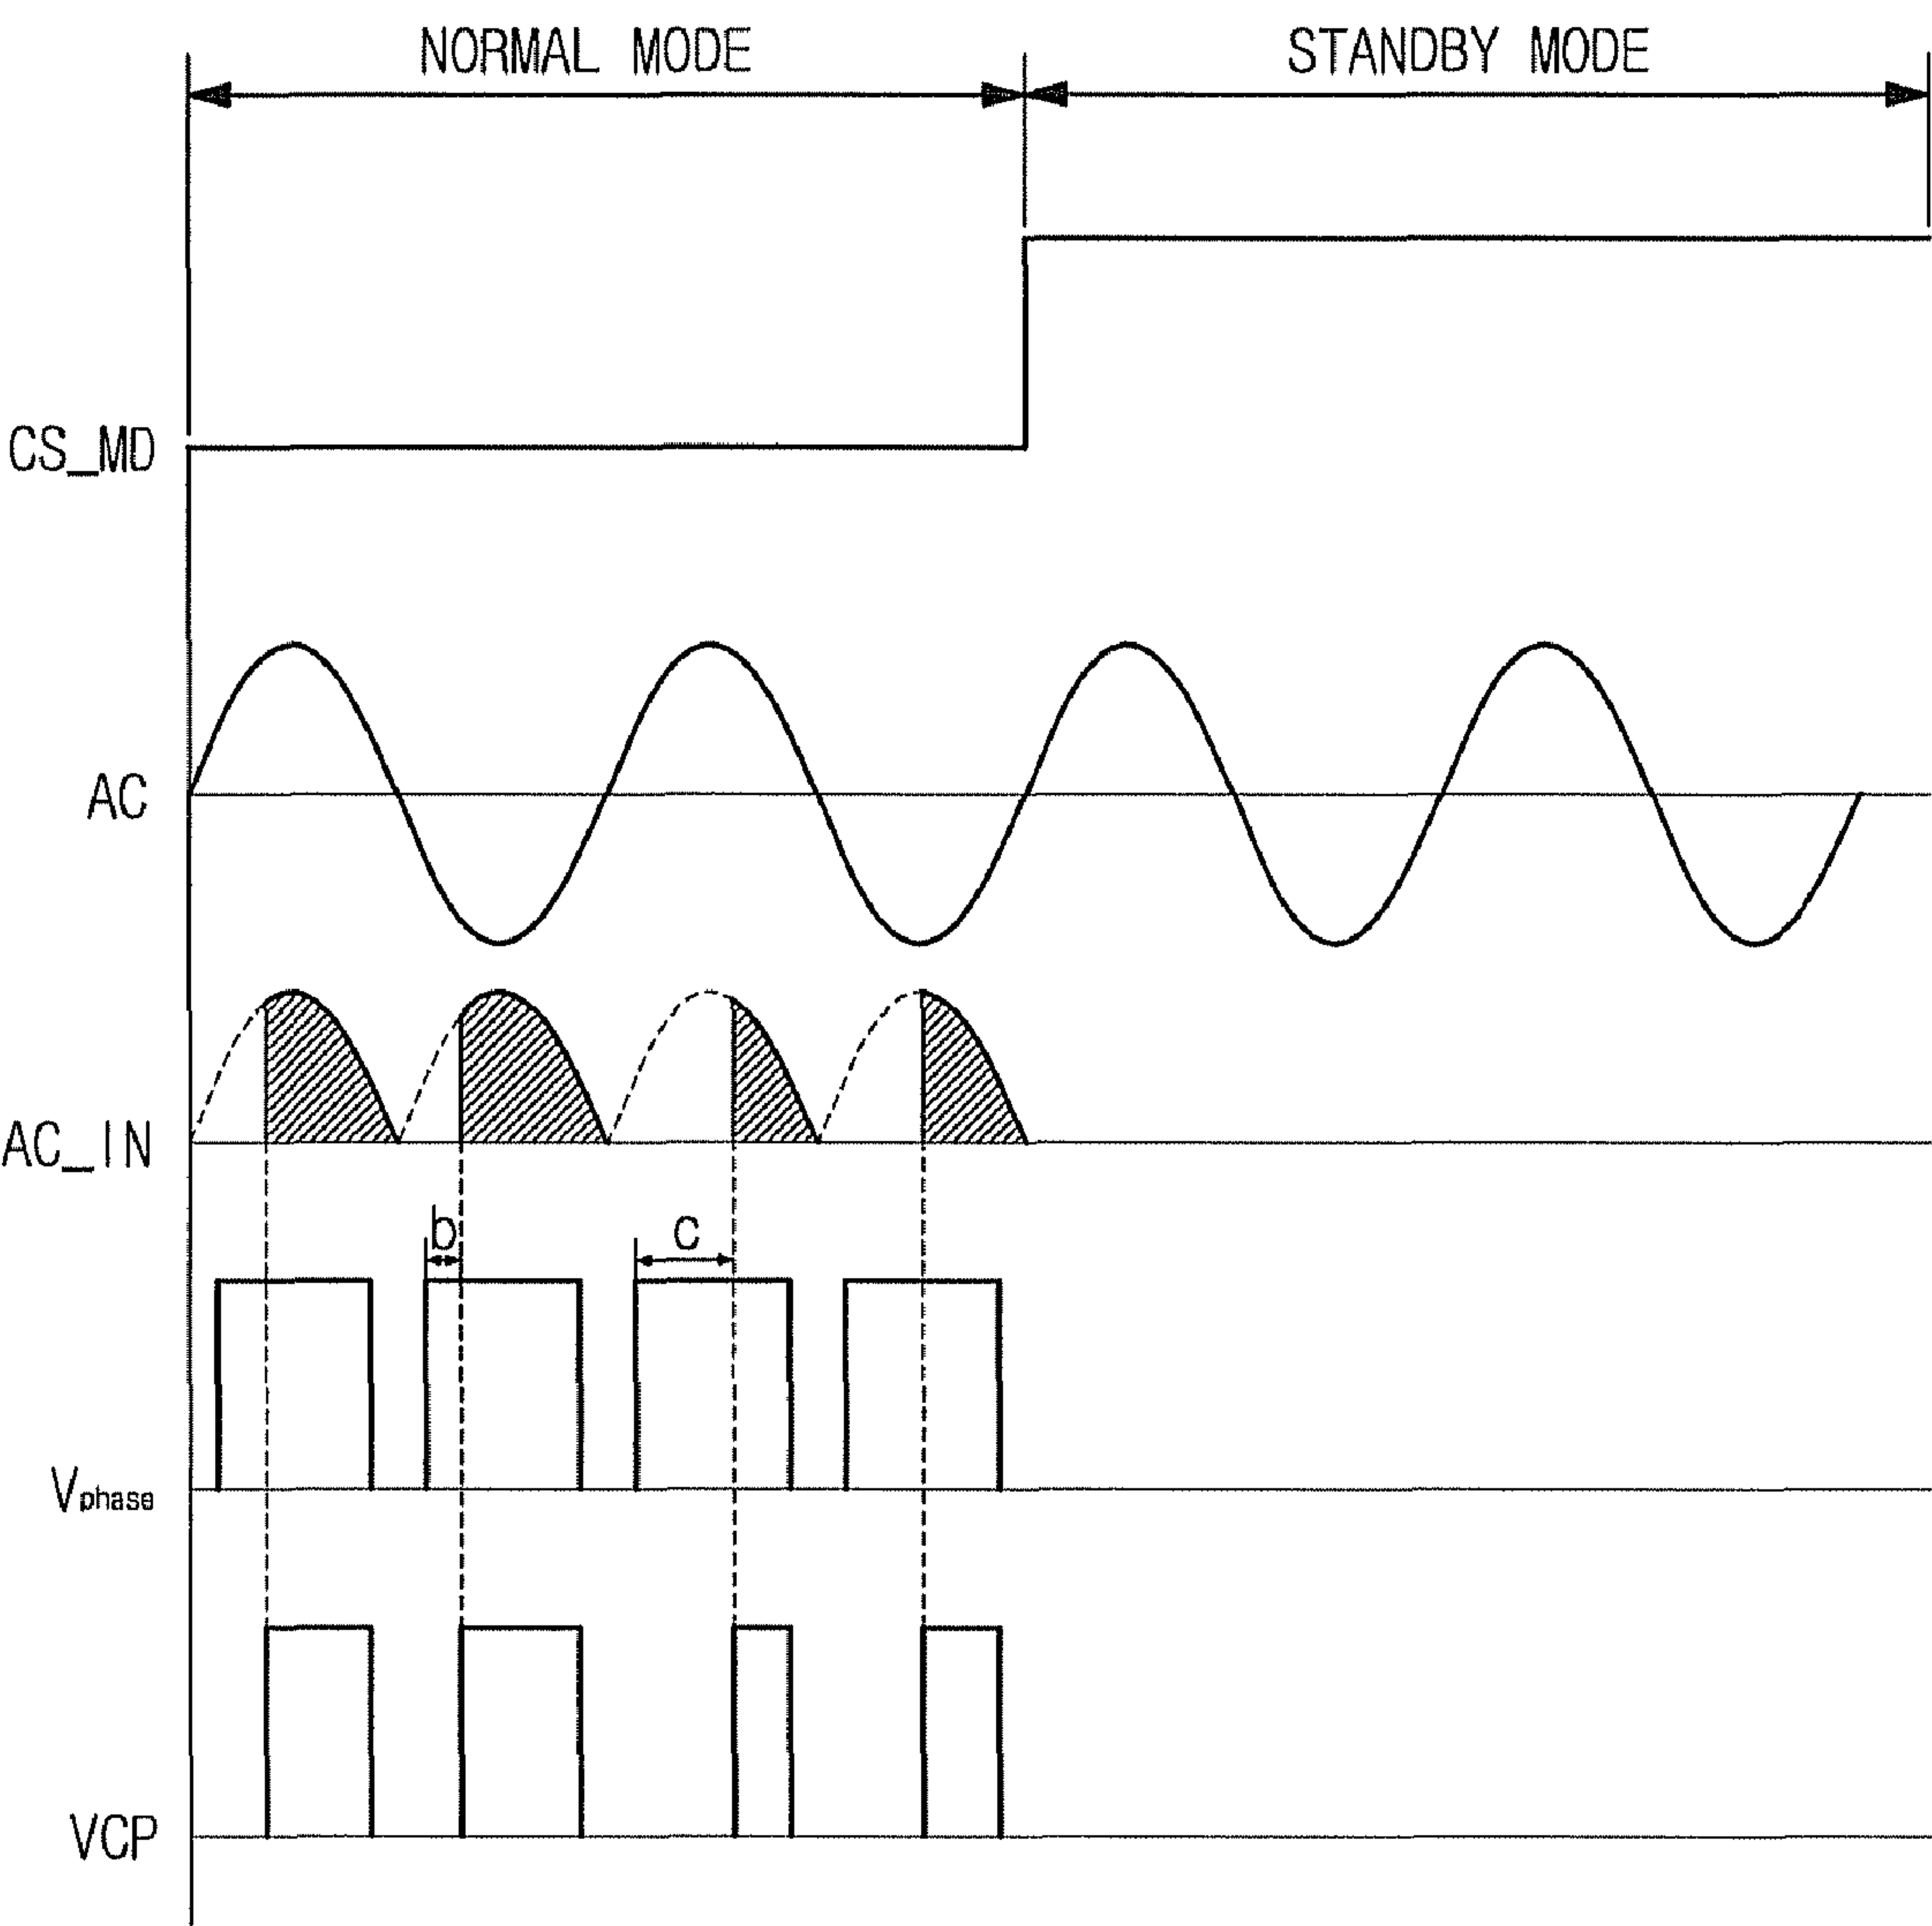 NORMAL MODE
STANDBY MODE
CS_MD
AC
AC_IN
b
c
Vphase
VCP